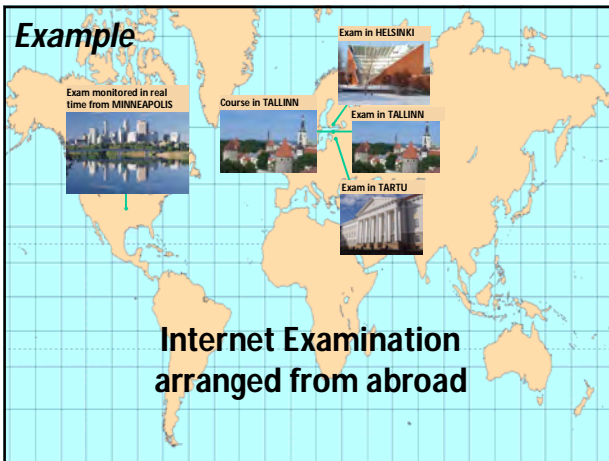 Example
Exam in HELSINKI
Exam monitored in real
time from MINNEAPOLIS
Course in TALLINN
Exam in TALLINN
Exam in TARTU
Internet Examination
arranged from abroad